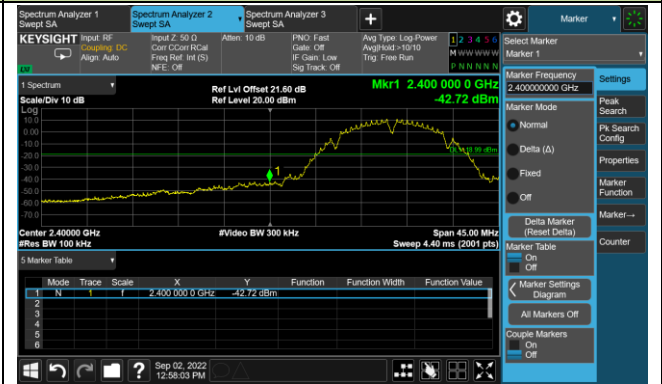 Spectrum Analyzer 1
Swept SA
Spectrum Analyzer 2
Swept SA
Spectrum Analyzer 3
Swept SA
+
Marker
KEYSIGHT
Input: RF
Coupling: DC
Align: Auto
Input Z: 50 Ω
Corr CCorr RCal
Freq Ref: Int (S)
NFE: Off
Atten: 10 dB
PNO: Fast
Gate: Off
IF Gain: Low
Sig Track: Off
Avg Type: Log-Power
Avg|Hold:>10/10
Trig: Free Run
1 2 3 4 5 6
M W W W W W
P N N N N N
Select Marker
Marker 1
1 Spectrum
Scale/Div 10 dB
Log
Ref Lvl Offset 21.60 dB
Ref Level 20.00 dBm
Mkr1 2.400 000 0 GHz
-42.72 dBm
10.0
0.00
-10.0
-20.0
-30.0
-40.0
-50.0
-60.0
-70.0
1
Center 2.40000 GHz
#Res BW 100 kHz
#Video BW 300 kHz
Span 45.00 MHz
Sweep 4.40 ms (2001 pts)
5 Marker Table
Mode Trace Scale X Y Function Function Width Function Value
1 N 1 f 2.400 000 0 GHz -42.72 dBm
2
3
4
5
6
Marker Frequency
2.400000000 GHz
Marker Mode
Normal
Delta (Δ)
Fixed
Off
Delta Marker
(Reset Delta)
Marker Table
On
Off
Marker Settings
Diagram
All Markers Off
Couple Markers
On
Off
Settings
Peak
Search
Pk Search
Config
Properties
Marker
Function
Marker→
Counter
?
Sep 02, 2022
12:58:03 PM